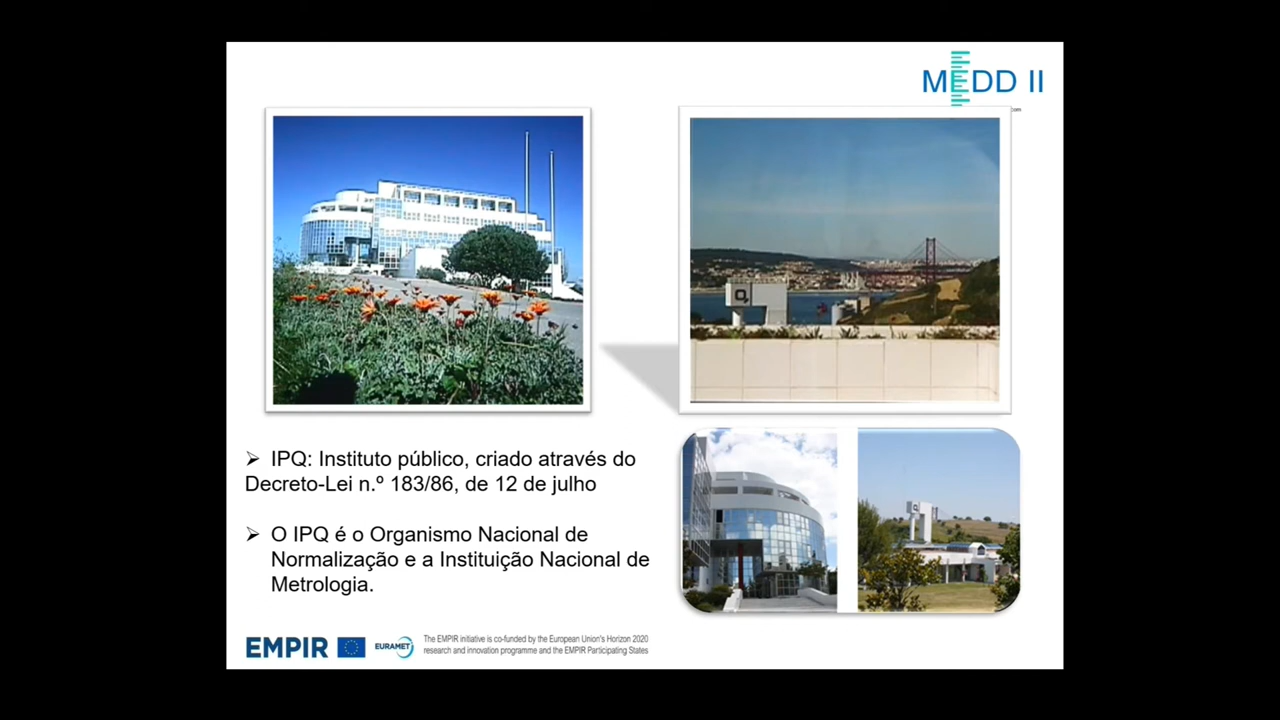 MEDD II
com
Q
➢ IPQ: Instituto público, criado através do
Decreto-Lei n.º 183/86, de 12 de julho
➢ O IPQ é o Organismo Nacional de
Normalização e a Instituição Nacional de
Metrologia.
Q
EMPIR
EURAMET
The EMPIR initiative is co-funded by the European Union's Horizon 2020
research and innovation programme and the EMPIR Participating States